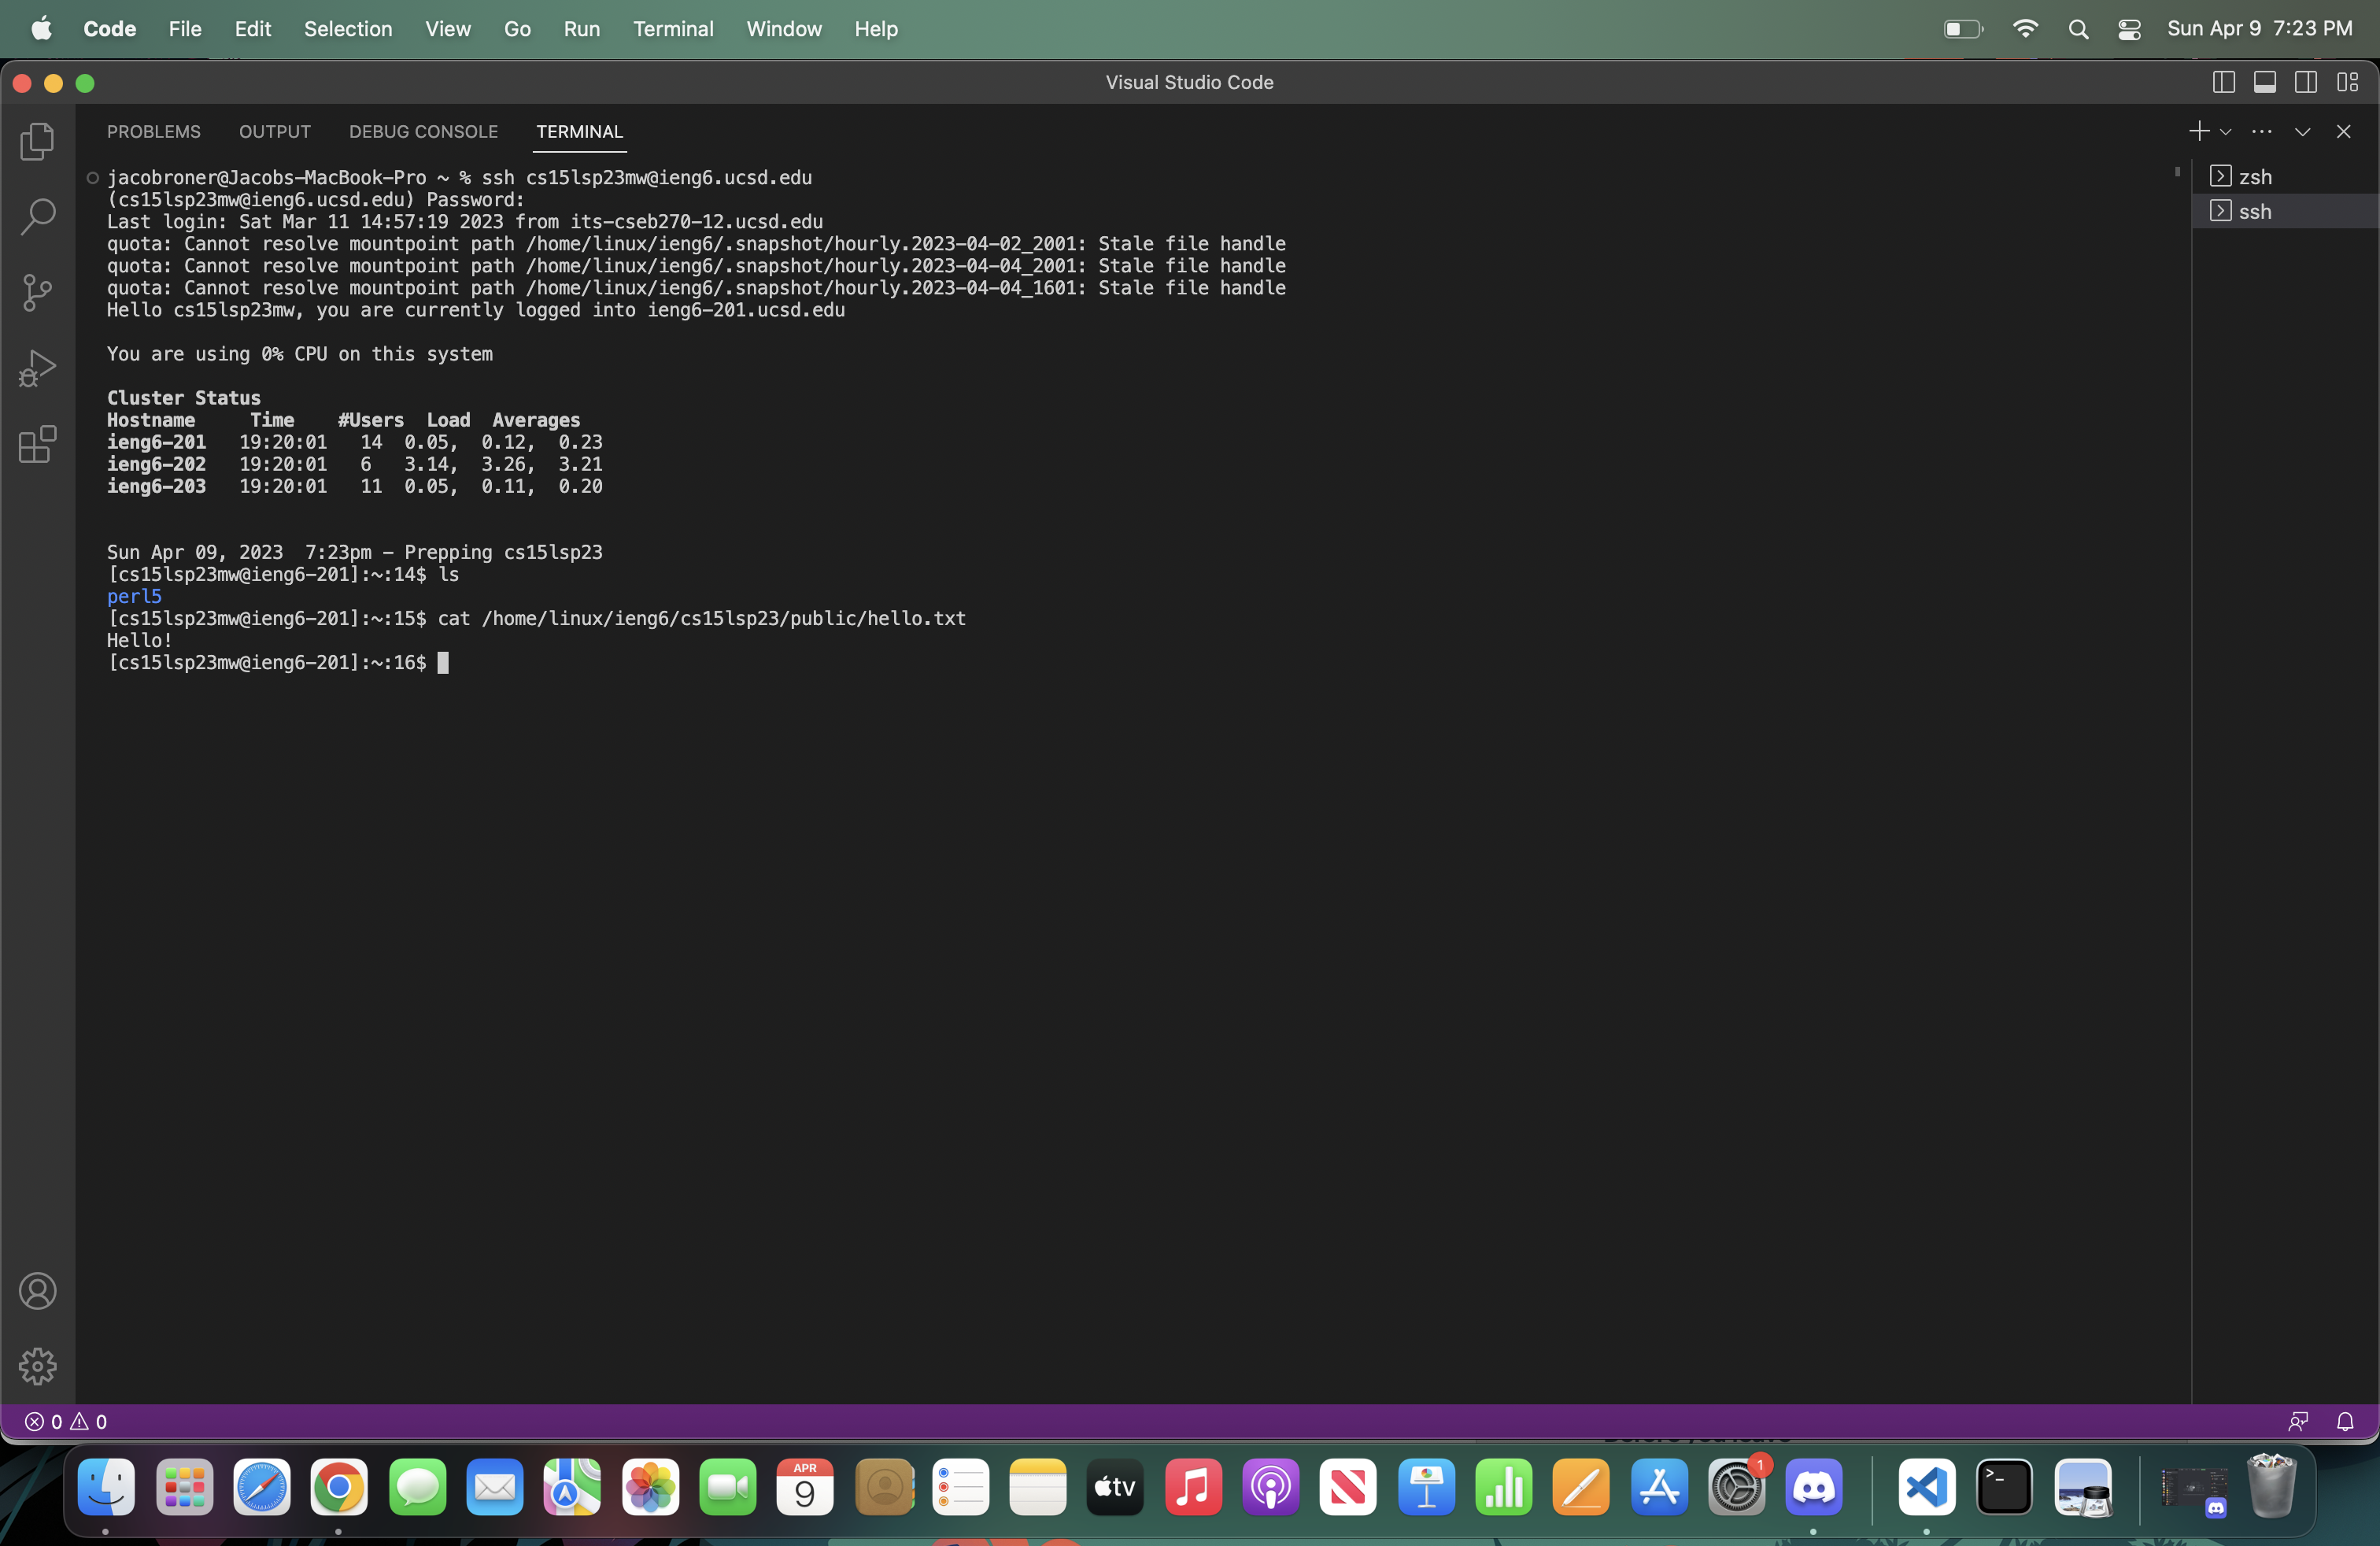 Code File Edit Selection View Go Run Terminal Window Help Sun Apr 9 7:23 PM
Visual Studio Code
PROBLEMS OUTPUT DEBUG CONSOLE TERMINAL
jacobroner@Jacobs-MacBook-Pro ~ % ssh cs15lsp23mw@ieng6.ucsd.edu
zsh
(cs15lsp23mw@ieng6.ucsd.edu) Password:
Last login: Sat Mar 11 14:57:19 2023 from its-cseb270-12.ucsd.edu
ssh
quota: Cannot resolve mountpoint path /home/linux/ieng6/.snapshot/hourly.2023-04-02_2001: Stale file handle
quota: Cannot resolve mountpoint path /home/linux/ieng6/.snapshot/hourly.2023-04-04_2001: Stale file handle
quota: Cannot resolve mountpoint path /home/linux/ieng6/.snapshot/hourly.2023-04-04_1601: Stale file handle
Hello cs15lsp23mw, you are currently logged into ieng6-201.ucsd.edu
You are using 0% CPU on this system
Cluster Status
Hostname Time #Users Load Averages
ieng6-201 19:20:01 14 0.05, 0.12, 0.23
ieng6-202 19:20:01 6 3.14, 3.26, 3.21
ieng6-203 19:20:01 11 0.05, 0.11, 0.20
Sun Apr 09, 2023 7:23pm - Prepping cs15lsp23
[cs15lsp23mw@ieng6-201]:~:14$ ls
perl5
[cs15lsp23mw@ieng6-201]:~:15$ cat /home/linux/ieng6/cs15lsp23/public/hello.txt
Hello!
[cs15lsp23mw@ieng6-201]:~:16$
0 0
APR
9
tv
1
>_